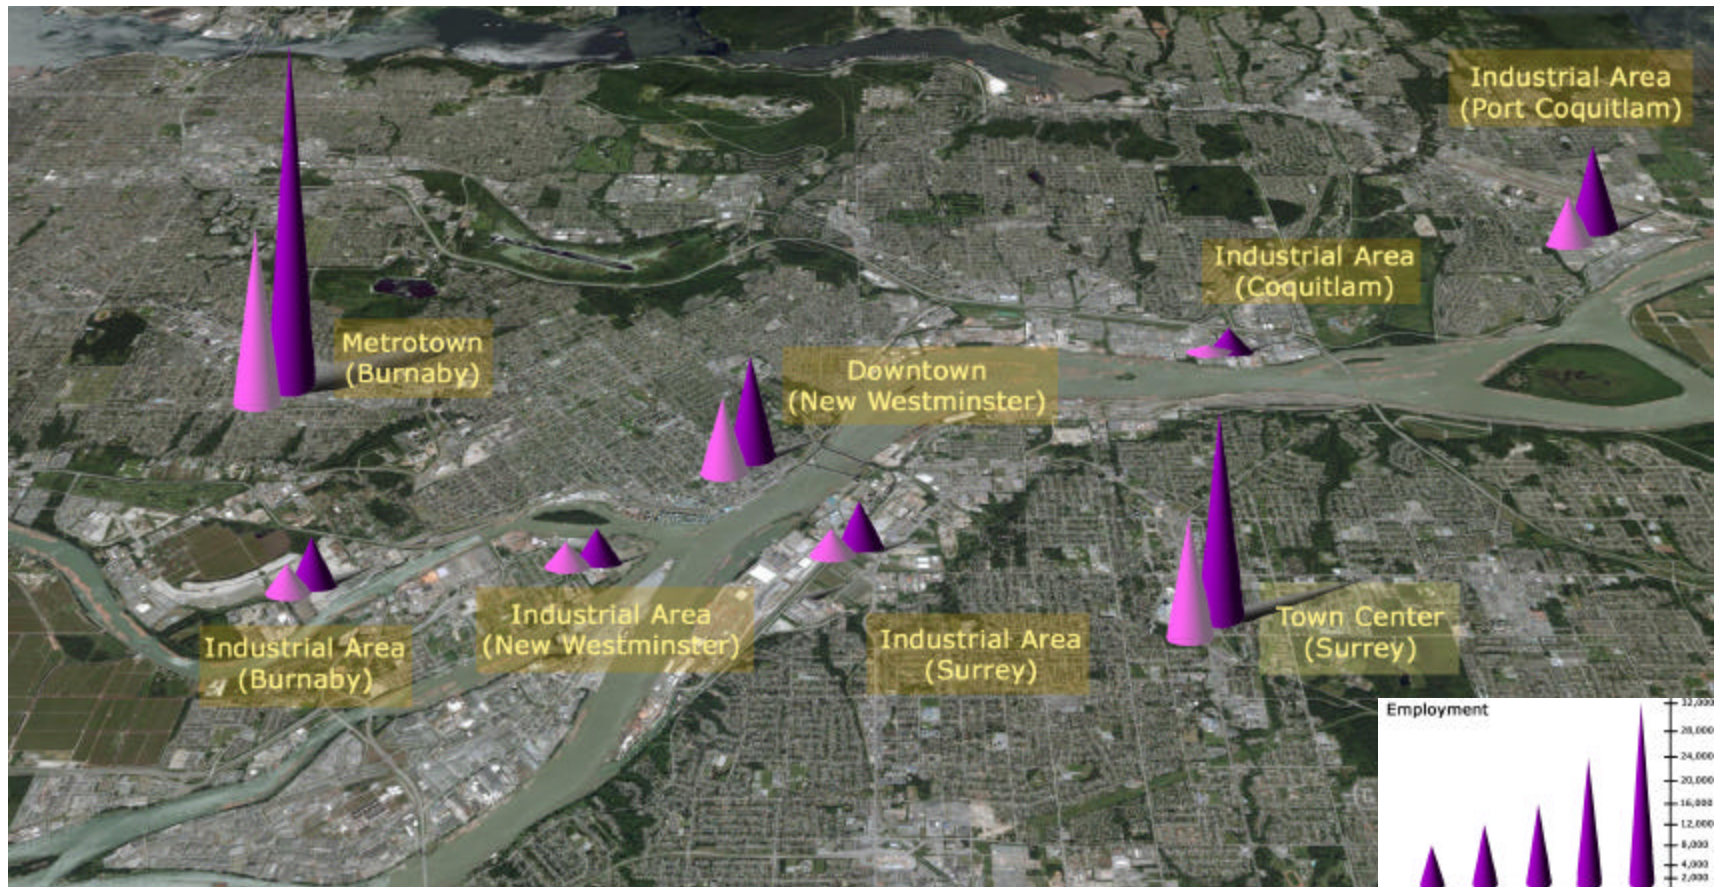 Industrial Area
(Port Coquitlam)
Industrial Area
(Coquitlam)
Metrotown
(Burnaby)
Downtown
(New Westminster)
Industrial Area
(Burnaby)
Industrial Area
(New Westminster)
Industrial Area
(Surrey)
Town Center
(Surrey)
Employment
32,000
28,000
24,000
20,000
16,000
12,000
8,000
4,000
2,000